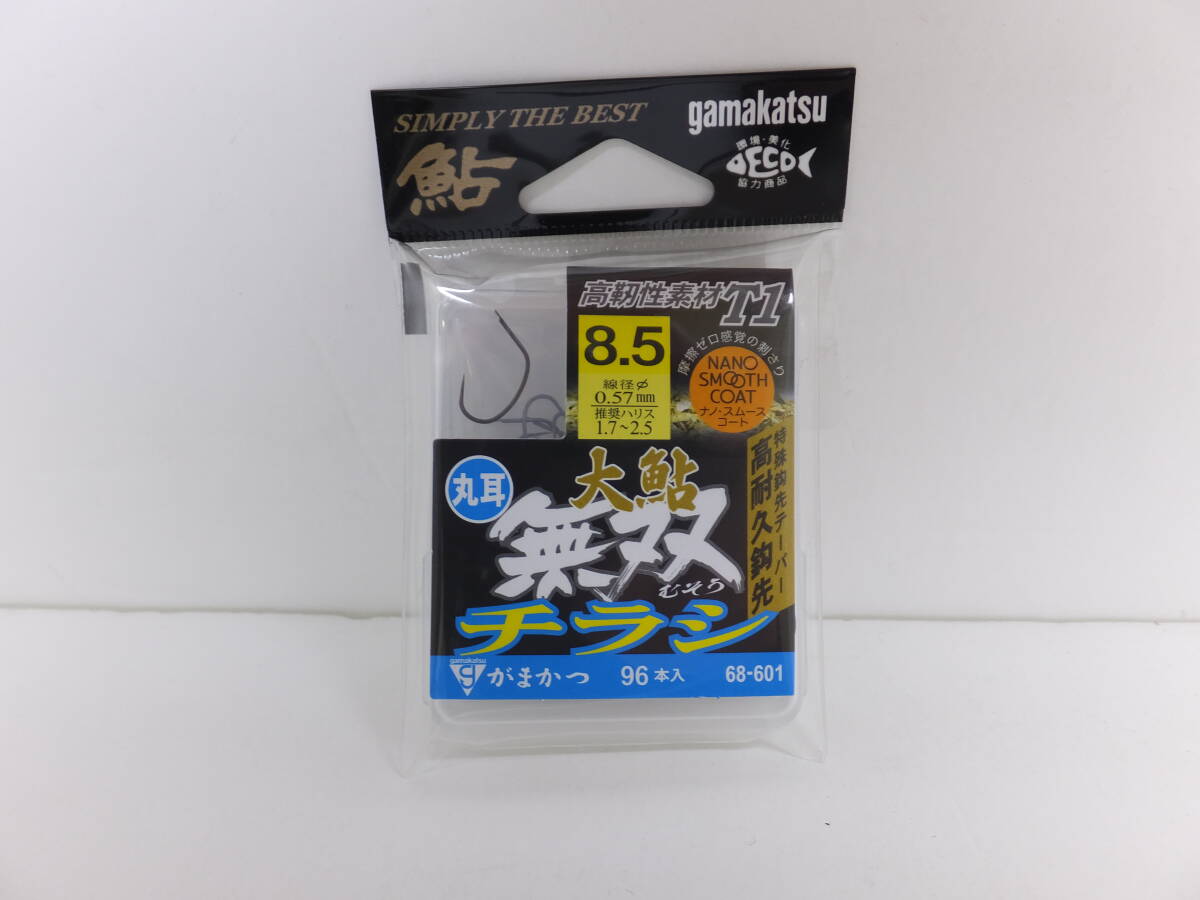 SIMPLY THE BEST
gamakatsu
鮎
環境・美化
ECO
協力商品
高靱性素材T1
8.5
線径φ
0.57mm
推奨ハリス
1.7~2.5
摩擦ゼロ感覚の刺さり
NANO
SMOOTH
COAT
ナノ・スムース
コート
特殊鈎先テーパー
高耐久鈎先
丸耳
大鮎
無双
むそう
チラシ
gamakatsu
g
がまかつ
96本入
68-601